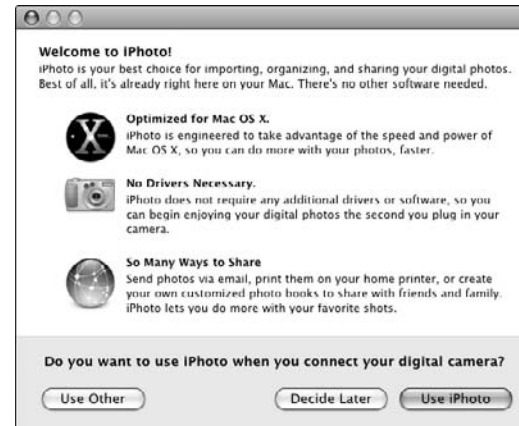 Welcome to iPhoto!
iPhoto is your best choice for importing, organizing, and sharing your digital photos.
Best of all, it's already right here on your Mac. There's no other software needed.
X
Optimized for Mac OS X.
iPhoto is engineered to take advantage of the speed and power of
Mac OS X, so you can do more with your photos, faster.
No Drivers Necessary.
iPhoto does not require any additional drivers or software, so you
can begin enjoying your digital photos the second you plug in your
camera.
So Many Ways to Share
Send photos via email, print them on your home printer, or create
your own customized photo books to share with friends and family.
iPhoto lets you do more with your favorite shots.
Do you want to use iPhoto when you connect your digital camera?
Use Other
Decide Later
Use iPhoto